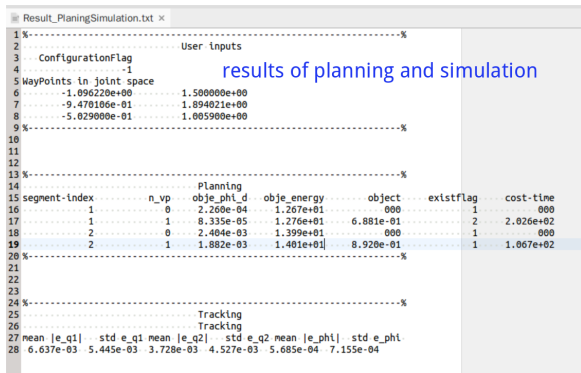 Result_PlaningSimulation.txt ×
1 %-----------------------------------------------------------------------%
2 User inputs
results of planning and simulation
3 ConfigurationFlag
4 -1
5 WayPoints in joint space
6 -1.096220e+00 1.500000e+00
7 -9.470106e-01 1.894021e+00
8 -5.029000e-01 1.005900e+00
9 %-----------------------------------------------------------------------%
10
11
12
13 %-----------------------------------------------------------------------%
14 Planning
15 segment-index n_vp obje_phi_d obje_energy object existflag cost-time
16 1 0 2.260e-04 1.267e+01 000 1 000
17 1 1 8.335e-05 1.276e+01 6.881e-01 2 2.026e+02
18 2 0 2.404e-03 1.399e+01 000 1 000
19 2 1 1.882e-03 1.401e+01 8.920e-01 1 1.067e+02
20 %-----------------------------------------------------------------------%
21
22
23
24 %-----------------------------------------------------------------------%
25 Tracking
26 Tracking
27 mean |e_q1| std e_q1 mean |e_q2| std e_q2 mean |e_phi| std e_phi
28 6.637e-03 5.445e-03 3.728e-03 4.527e-03 5.685e-04 7.155e-04